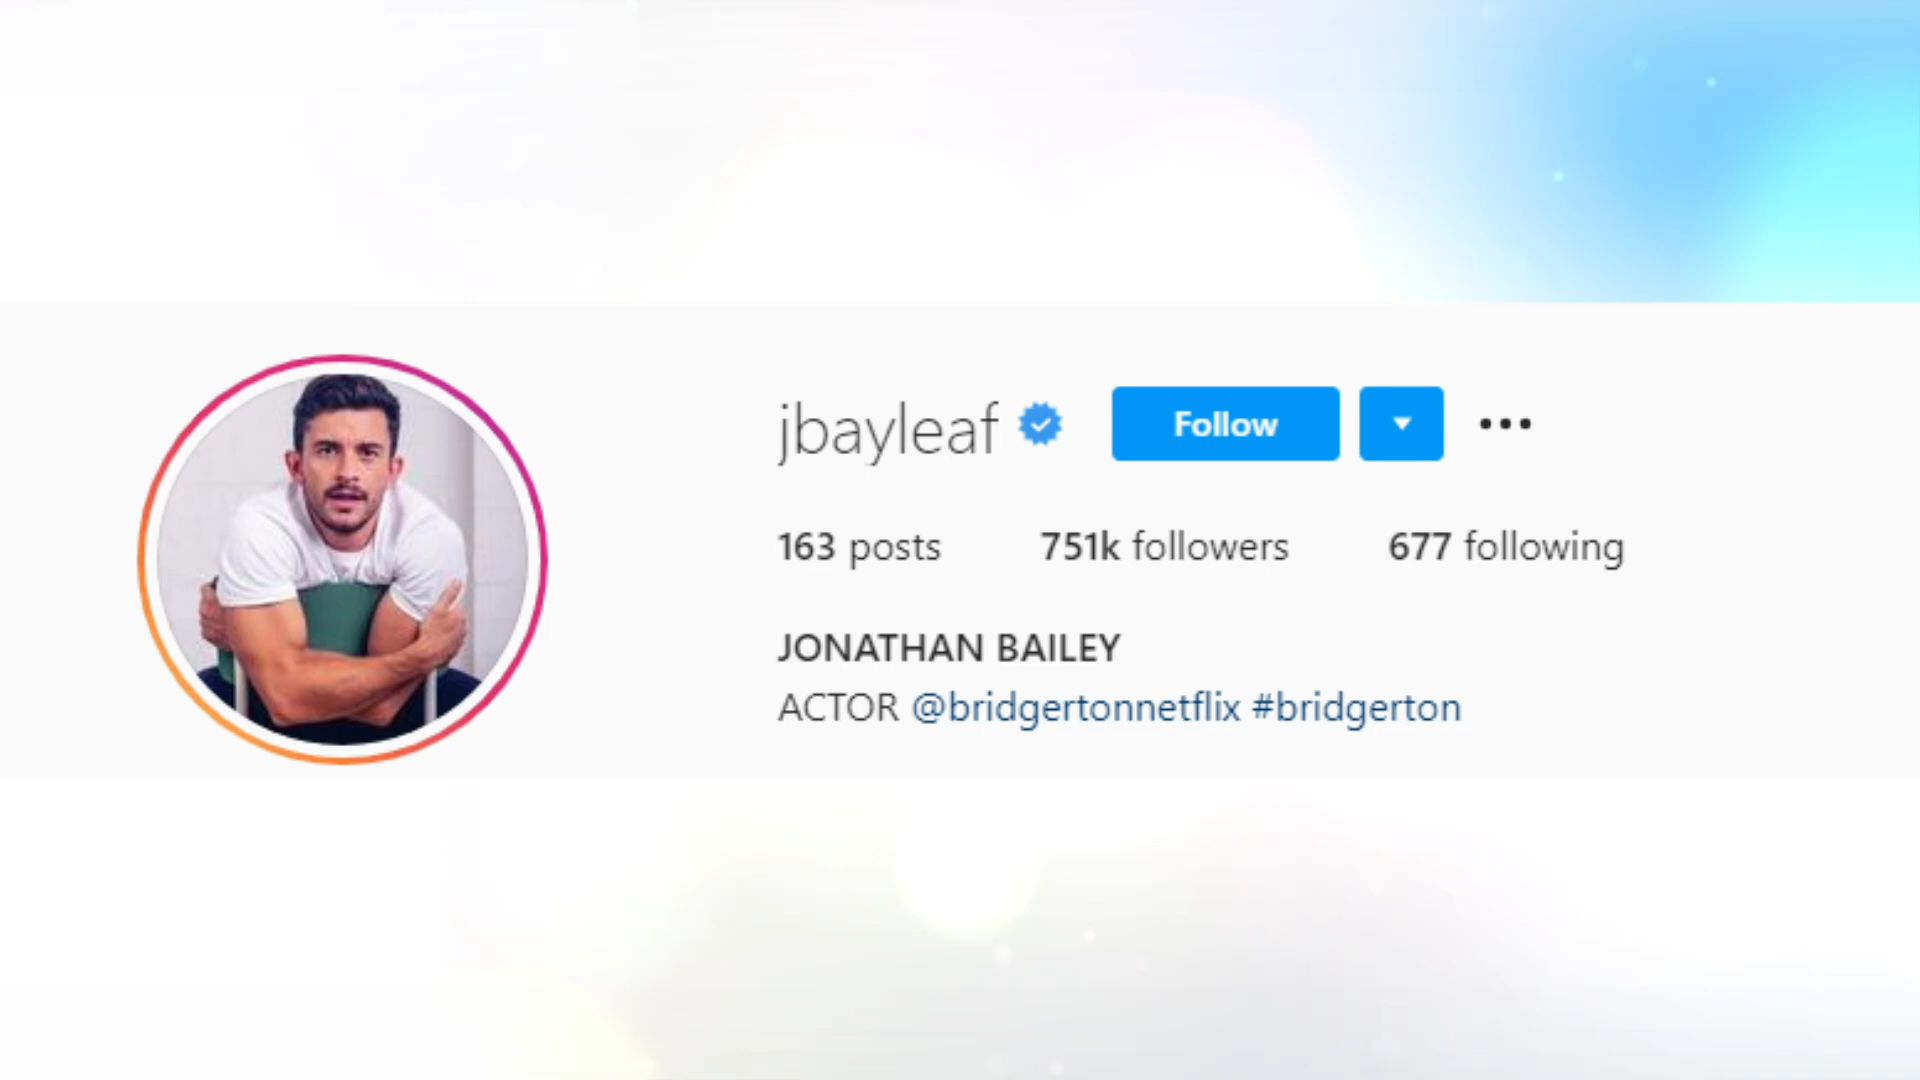 jbayleaf Follow
163 posts 751k followers 677 following
JONATHAN BAILEY
ACTOR @bridgertonnetflix #bridgerton